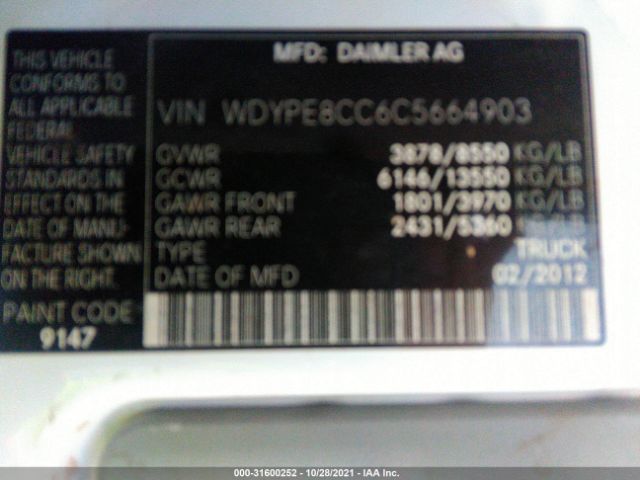 THIS VEHICLE
CONFORMS TO
ALL APPLICABLE
FEDERAL
VEHICLE SAFETY
STANDARDS IN
EFFECT ON THE
DATE OF MANU-
FACTURE SHOWN
ON THE RIGHT.
PAINT CODE
9147
MFD: DAIMLER AG
VIN WDYPE8CC6C5664903
GVWR 3878/8550 KG/LB
GCWR 6146/13550 KG/LB
GAWR FRONT 1801/3970 KG/LB
GAWR REAR 2431/5360 KG/LB
TYPE TRUCK
DATE OF MFD 02/2012
000-31600252 - 10/28/2021 - IAA Inc.